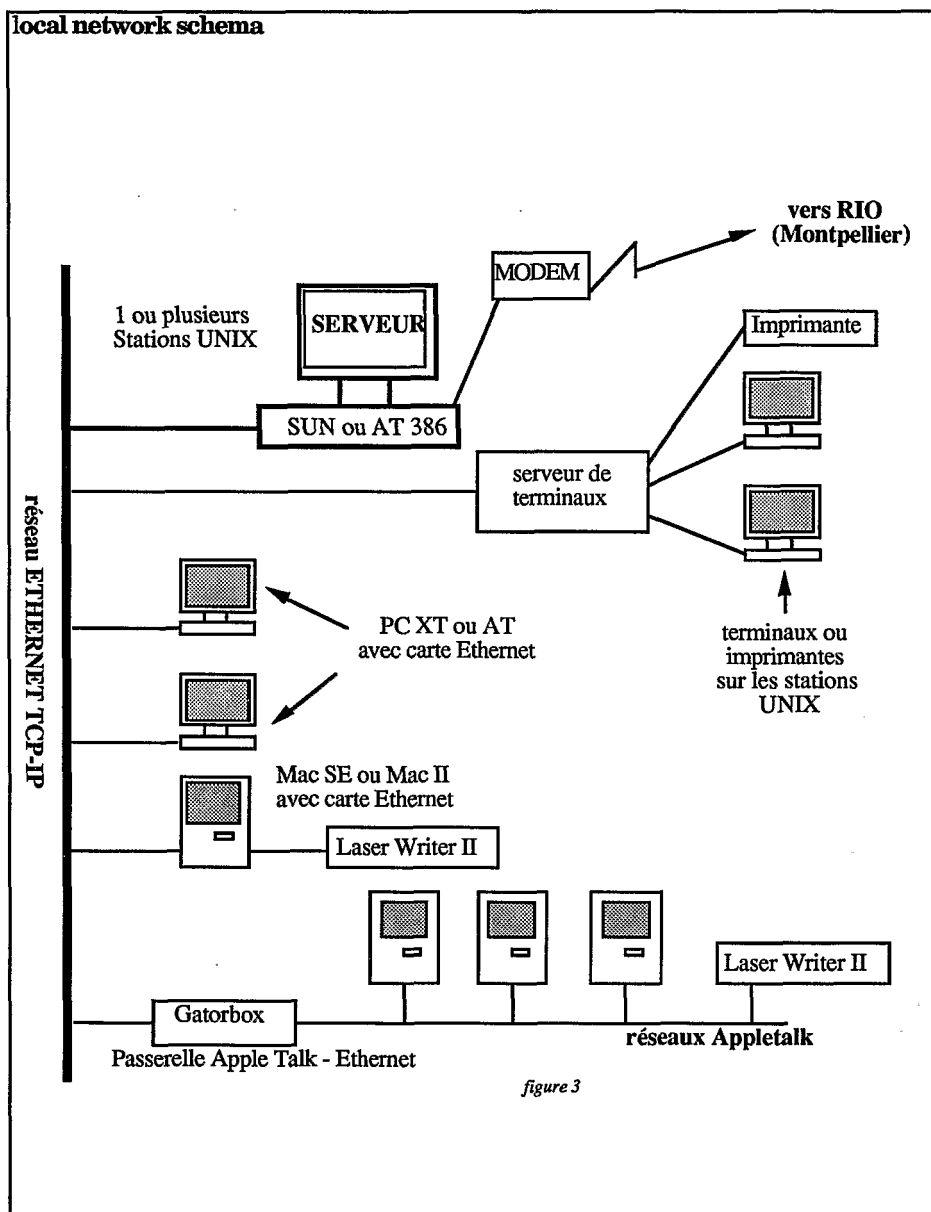 local network schema
vers RIO
(Montpellier)
MODEM
1 ou plusieurs
Stations UNIX
SERVEUR
Imprimante
SUN ou AT 386
serveur de
terminaux
réseau ETHERNET TCP-IP
PC XT ou AT
avec carte Ethernet
terminaux ou
imprimantes
sur les stations
UNIX
Mac SE ou Mac II
avec carte Ethernet
Laser Writer II
Laser Writer II
Gatorbox
réseaux Appletalk
Passerelle Apple Talk - Ethernet
figure 3